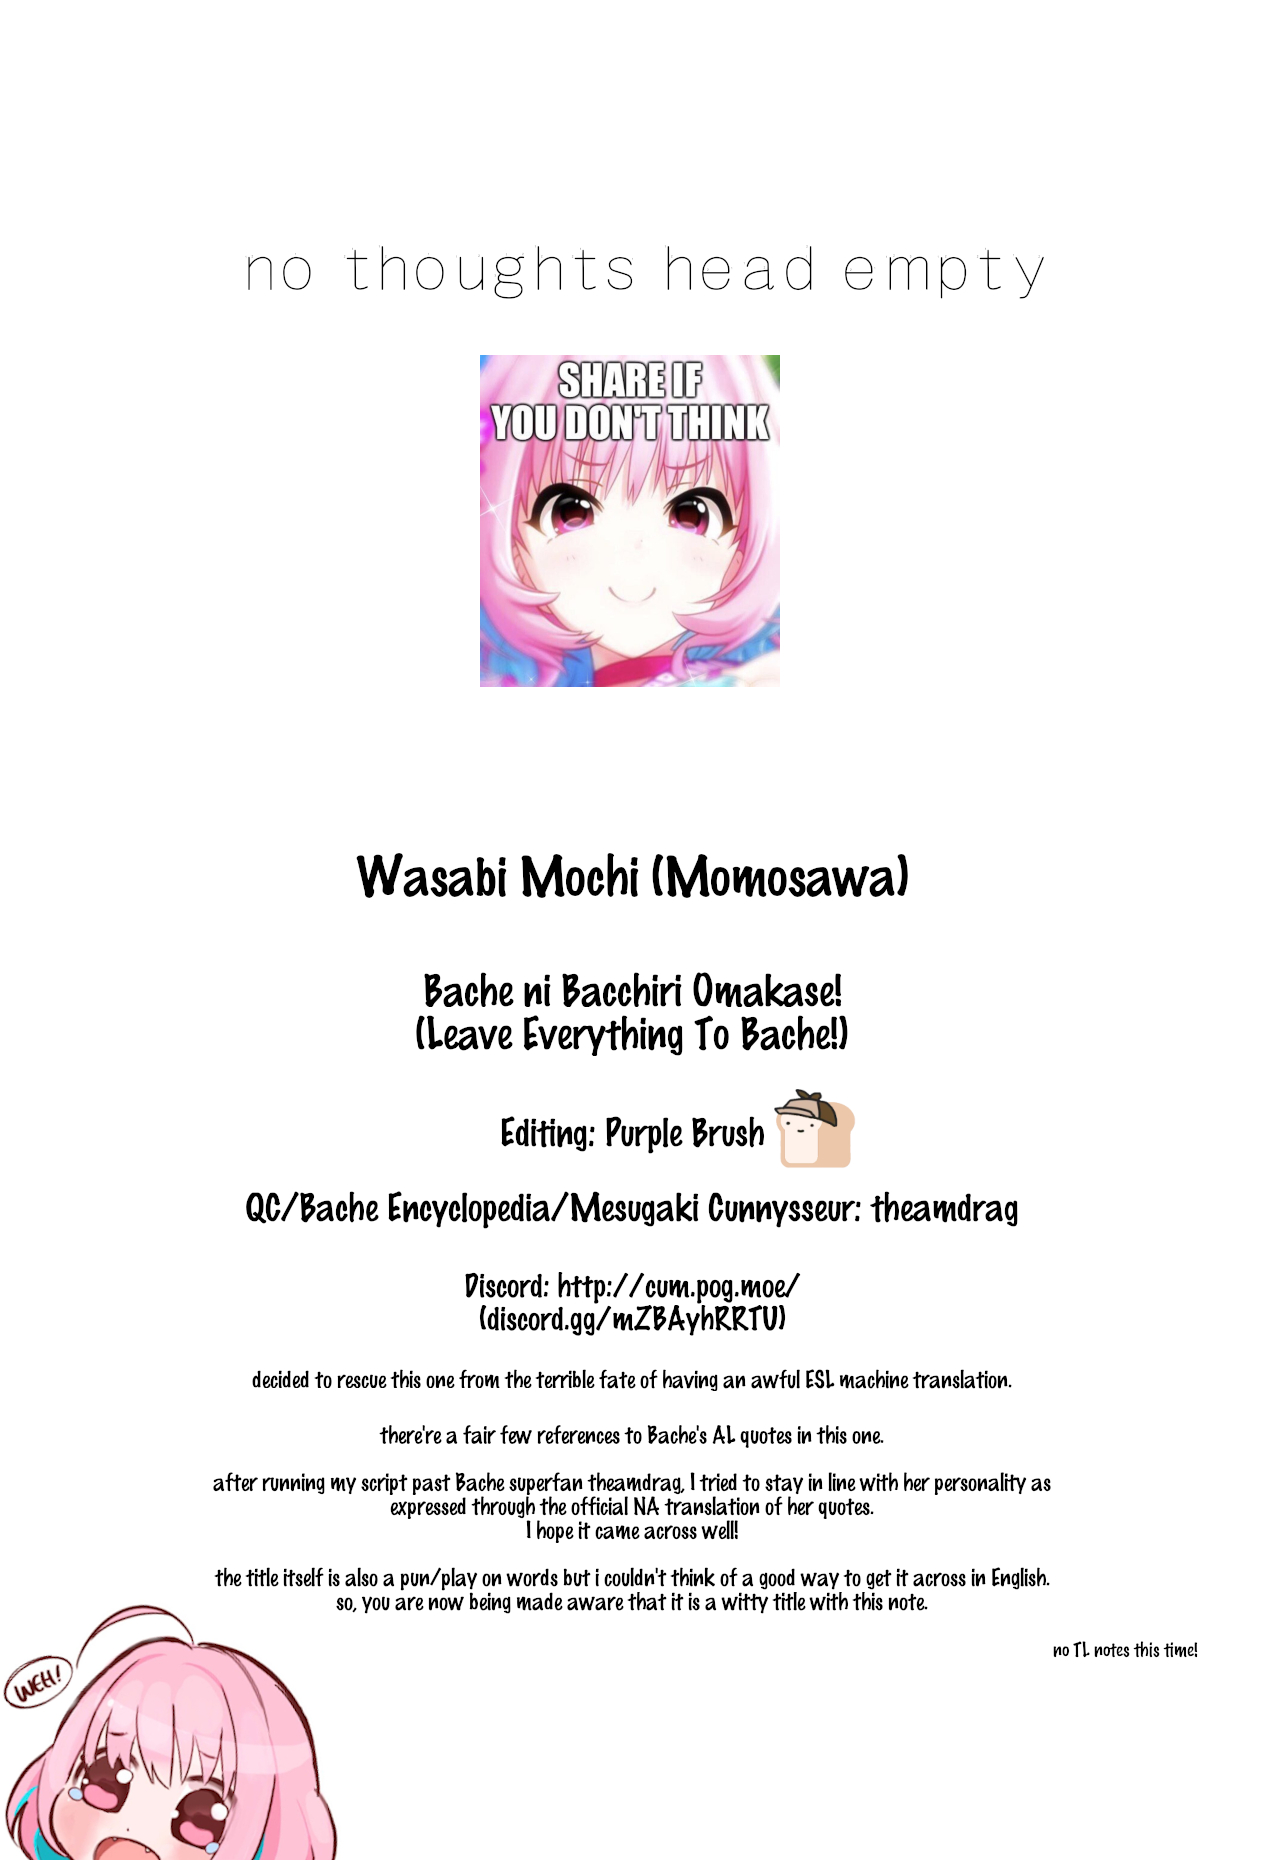 no thoughts head empty
SHARE IF
YOU DON'T THINK
Wasabi Mochi (Momosawa)
Bache ni Bacchiri Omakase!
(Leave Everything To Bache!)
Editing: Purple Brush
QC/Bache Encyclopedia/Mesugaki Cunnysseur: theamdrag
Discord: http://cum.pog.moe/
(discord.gg/mZBAyhRRTU)
decided to rescue this one from the terrible fate of having an awful ESL machine translation.
there're a fair few references to Bache's AL quotes in this one.
after running my script past Bache superfan theamdrag, I tried to stay in line with her personality as
expressed through the official NA translation of her quotes.
I hope it came across well!
the title itself is also a pun/play on words but i couldn't think of a good way to get it across in English.
so, you are now being made aware that it is a witty title with this note.
no TL notes this time!
WEH!